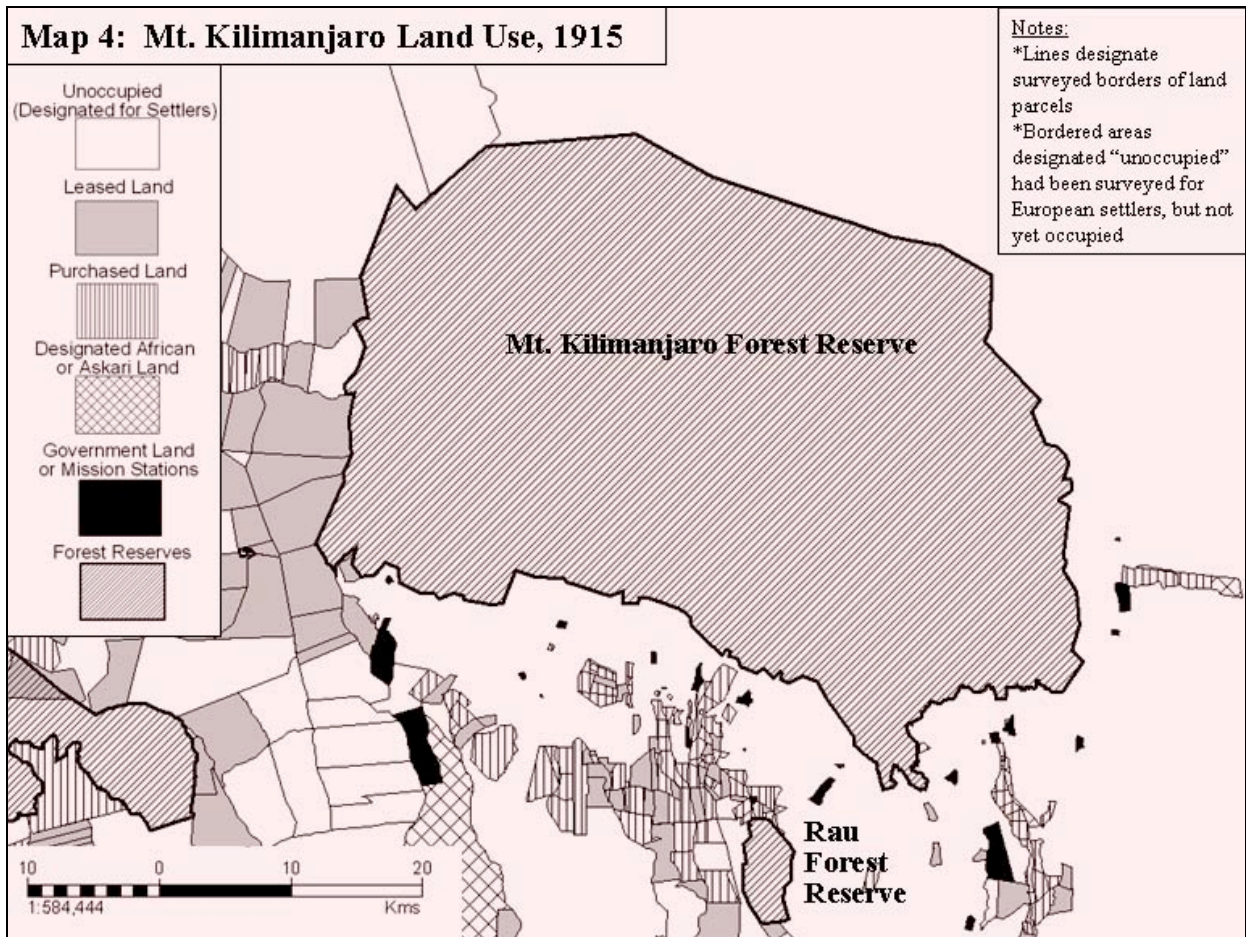 Map 4: Mt. Kilimanjaro Land Use, 1915
Notes:
*Lines designate
surveyed borders of land
parcels
*Bordered areas
designated “unoccupied”
had been surveyed for
European settlers, but not
yet occupied
Unoccupied
(Designated for Settlers)
Leased Land
Purchased Land
Designated African
or Askari Land
Government Land
or Mission Stations
Forest Reserves
Mt. Kilimanjaro Forest Reserve
Rau
Forest
Reserve
10 0 10 20
1:584,444 Kms